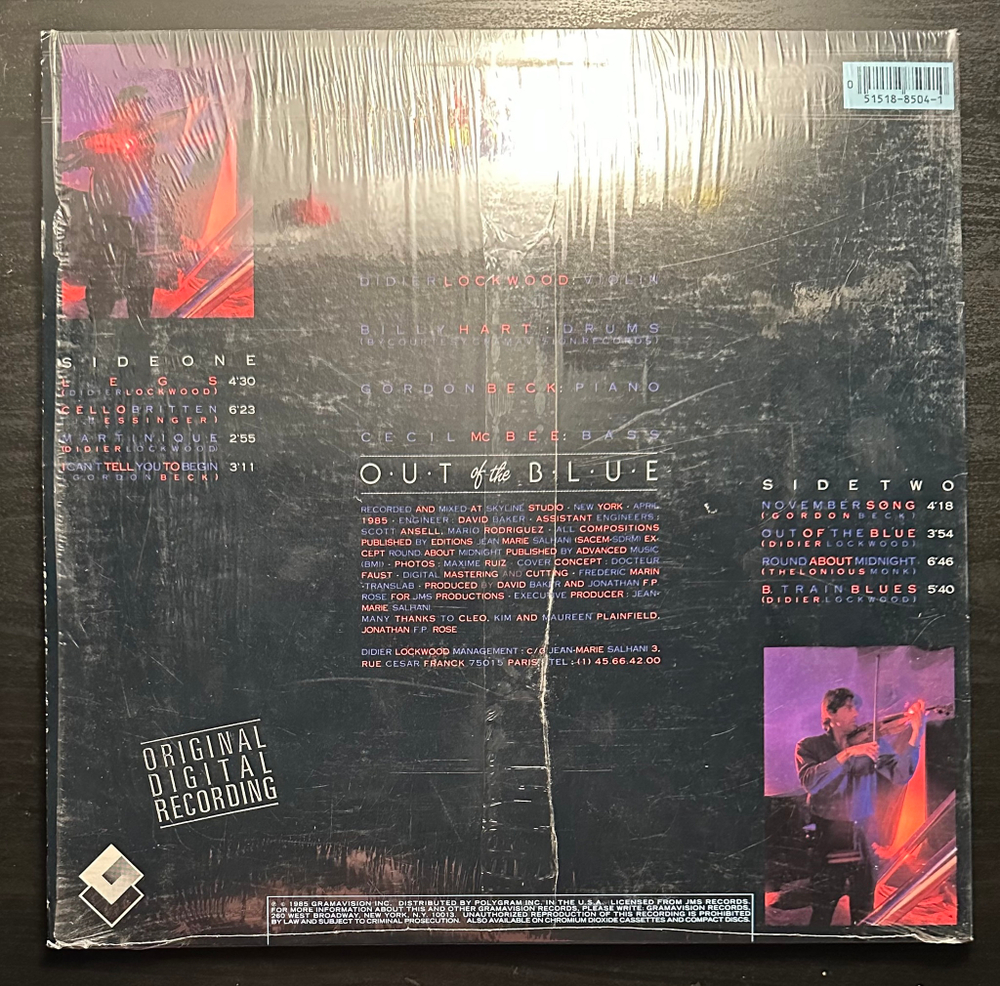 0 51518-8504-1
DIDIER LOCKWOOD: VIOLIN
BILLY HART : DRUMS
(BY COURTESY GRAMAVISION RECORDS)
GORDON BECK: PIANO
CECIL Mc BEE: BASS
O·U·T of the B·L·U·E
SIDE ONE
LEGS 4'30
(DIDIER LOCKWOOD)
CELLO BRITTEN 6'23
ESSINGER)
MARTINIQUE 2'55
DIDIER LOCKWOOD
I CAN'T TELL YOU TO BEGIN 3'11
(GORDON BECK)
RECORDED AND MIXED AT SKYLINE STUDIO - NEW YORK - APRIL
1985 - ENGINEER : DAVID BAKER - ASSISTANT ENGINEERS :
SCOTT ANSELL, MARIO RODRIGUEZ - ALL COMPOSITIONS
PUBLISHED BY EDITIONS JEAN MARIE SALHANI (SACEM-SDRM) EX-
CEPT ROUND ABOUT MIDNIGHT PUBLISHED BY ADVANCED MUSIC
(BMI) - PHOTOS : MAXIME RUIZ - COVER CONCEPT : DOCTEUR
FAUST - DIGITAL MASTERING AND CUTTING - FREDERIC MARIN
-TRANSLAB - PRODUCED BY DAVID BAKER AND JONATHAN F.P.
ROSE FOR JMS PRODUCTIONS - EXECUTIVE PRODUCER : JEAN-
MARIE SALHANI
MANY THANKS TO CLEO, KIM AND MAUREEN PLAINFIELD,
JONATHAN F.P. ROSE
DIDIER LOCKWOOD MANAGEMENT : C/O JEAN-MARIE SALHANI 3,
RUE CESAR FRANCK 75015 PARIS - TEL : (1) 45.66.42.00
SIDE TWO
NOVEMBER SONG 4'18
(GORDON BECK)
OUT OF THE BLUE 3'54
(DIDIER LOCKWOOD)
ROUND ABOUT MIDNIGHT 6'46
(THELONIOUS MONK)
B. TRAIN BLUES 5'40
(DIDIER LOCKWOOD)
ORIGINAL
DIGITAL
RECORDING
℗ © 1985 GRAMAVISION INC. DISTRIBUTED BY POLYGRAM INC. IN THE U.S.A. LICENSED FROM JMS RECORDS.
FOR MORE INFORMATION ABOUT THIS AND OTHER GRAMAVISION RECORDS, PLEASE WRITE: GRAMAVISION RECORDS,
260 WEST BROADWAY, NEW YORK, N.Y. 10013. UNAUTHORIZED REPRODUCTION OF THIS RECORDING IS PROHIBITED
BY LAW AND SUBJECT TO CRIMINAL PROSECUTION. ALSO AVAILABLE ON CHROMIUM DIOXIDE CASSETTES AND COMPACT DISCS.